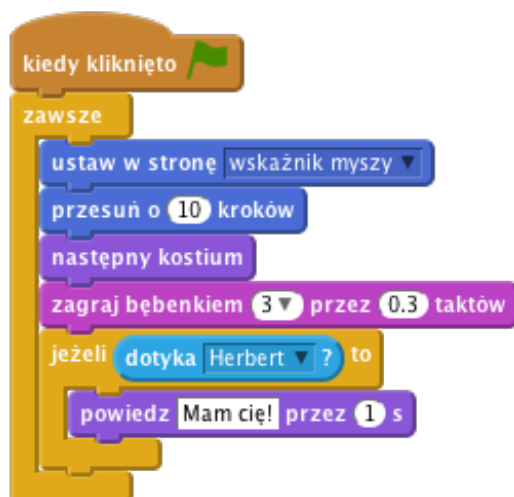 kiedy kliknięto
zawsze
ustaw w stronę wskaźnik myszy
przesuń o 10 kroków
następny kostium
zagraj bębenkiem 3 przez 0.3 taktów
jeżeli dotyka Herbert ? to
powiedz Mam cię! przez 1 s